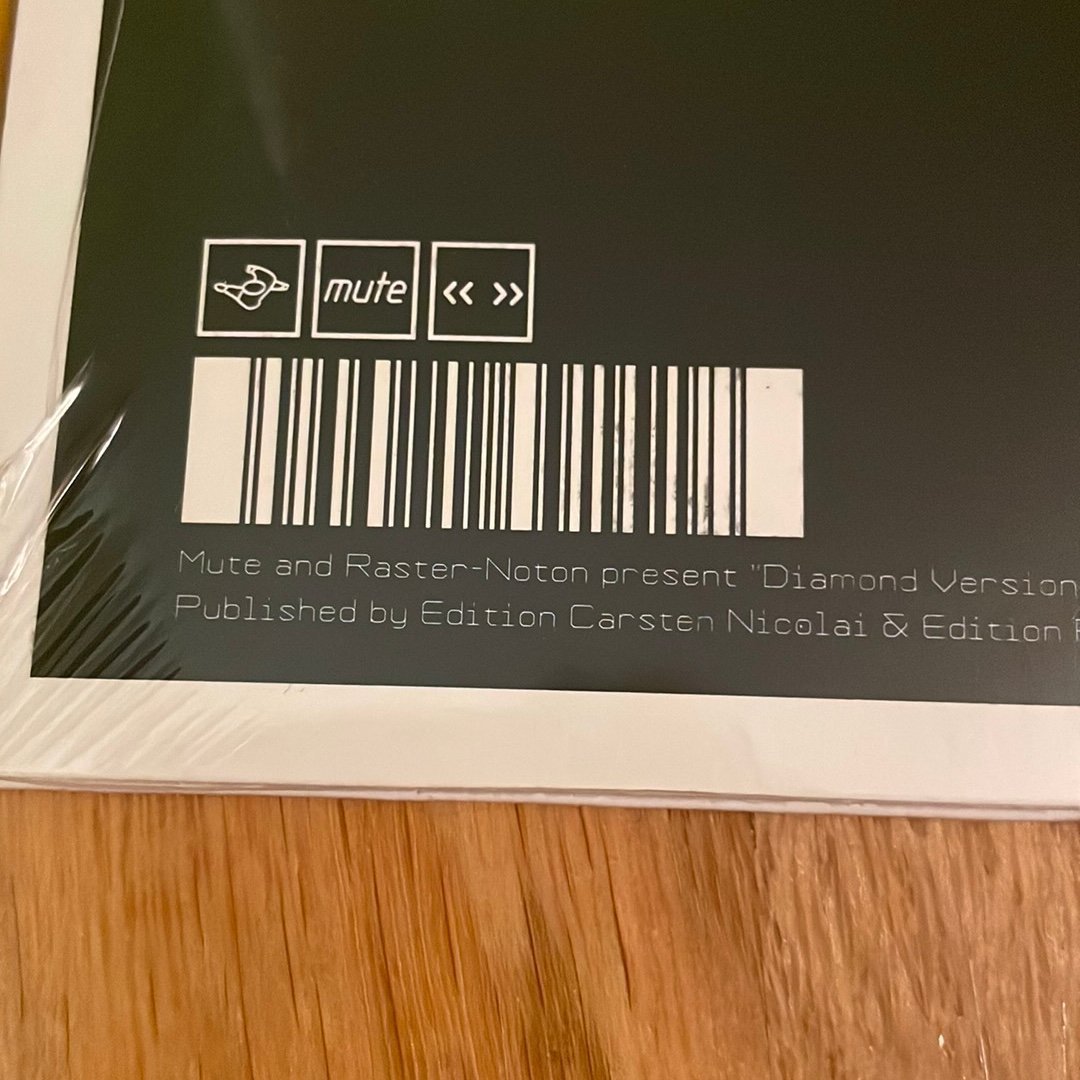 mute « »
Mute and Raster-Noton present "Diamond Version
Published by Edition Carsten Nicolai & Edition